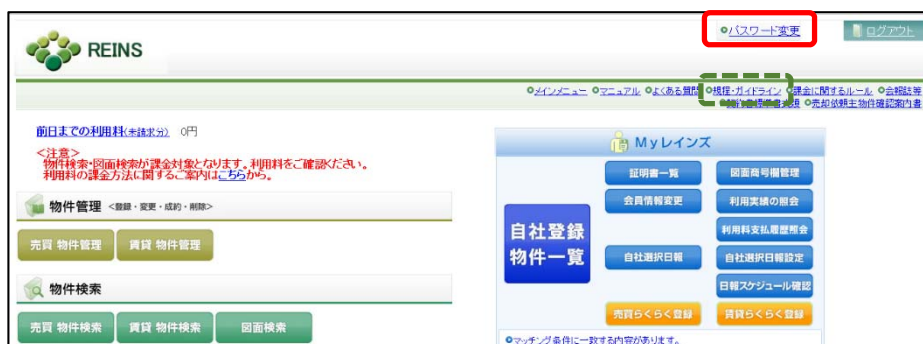 パスワード変更
ログアウト
REINS
メインメニュー マニュアル よくある質問 規程・ガイドライン 課金に関するルール 会報誌等
売却依頼主物件確認案内書
前日までの利用料(未請求分) 0円
<注意>
物件検索・図面検索が課金対象となります。利用料をご確認ください。
利用料の課金方法に関するご案内はこちらから。
物件管理 <登録・変更・成約・削除>
売買 物件管理 賃貸 物件管理
物件検索
売買 物件検索 賃貸 物件検索 図面検索
Myレインズ
自社登録
物件一覧
証明書一覧 図面商号欄管理
会員情報変更 利用実績の照会
利用料支払履歴照会
自社選択日報 自社選択日報設定
日報スケジュール確認
売買らくらく登録 賃貸らくらく登録
マッチング条件に一致する内容があります。